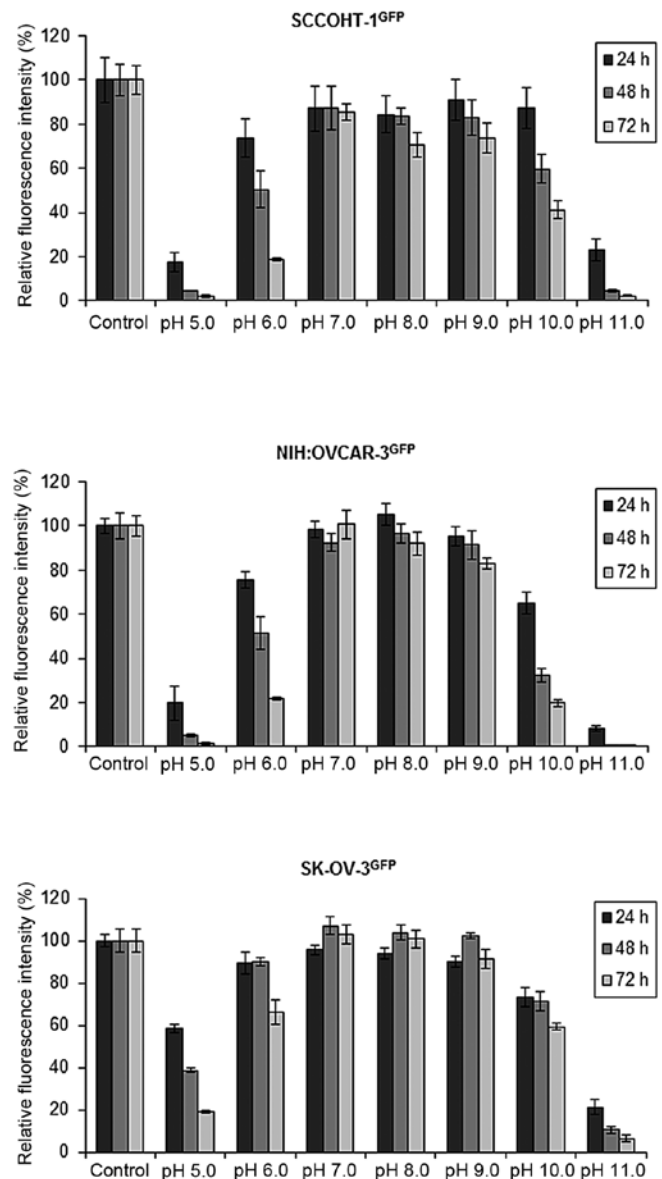 SCCOHT-1GFP
Relative fluorescence intensity (%)
120
100
80
60
40
20
0
24 h
48 h
72 h
Control pH 5.0 pH 6.0 pH 7.0 pH 8.0 pH 9.0 pH 10.0 pH 11.0
NIH:OVCAR-3GFP
Relative fluorescence intensity (%)
120
100
80
60
40
20
0
24 h
48 h
72 h
Control pH 5.0 pH 6.0 pH 7.0 pH 8.0 pH 9.0 pH 10.0 pH 11.0
SK-OV-3GFP
Relative fluorescence intensity (%)
120
100
80
60
40
20
0
24 h
48 h
72 h
Control pH 5.0 pH 6.0 pH 7.0 pH 8.0 pH 9.0 pH 10.0 pH 11.0